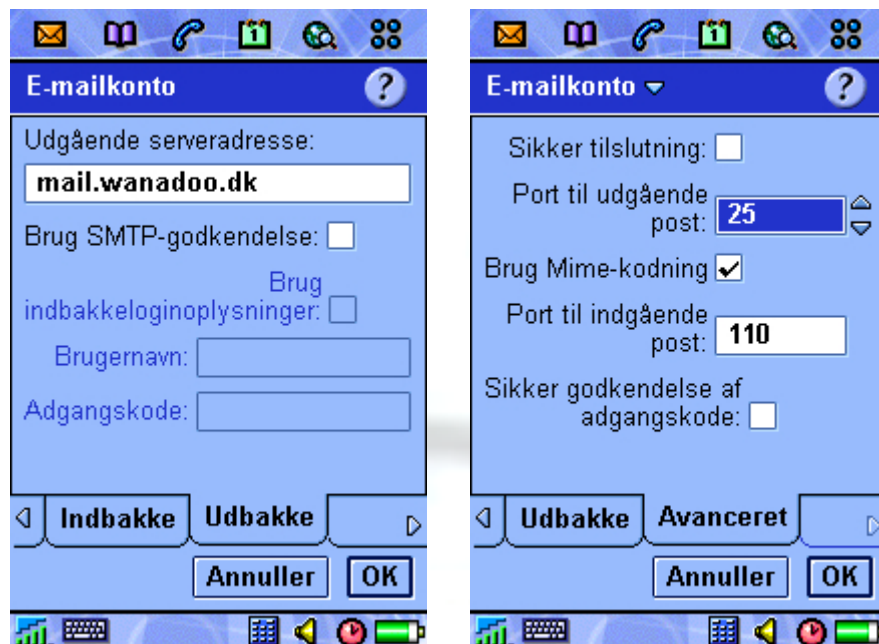 E-mailkonto
?
Udgående serveradresse:
mail.wanadoo.dk
Brug SMTP-godkendelse:
Brug
indbakkeloginoplysninger:
Brugernavn:
Adgangskode:
Indbakke
Udbakke
Annuller
OK
E-mailkonto
?
Sikker tilslutning:
Port til udgående
post:
25
Brug Mime-kodning
Port til indgående
post:
110
Sikker godkendelse af
adgangskode:
Udbakke
Avanceret
Annuller
OK